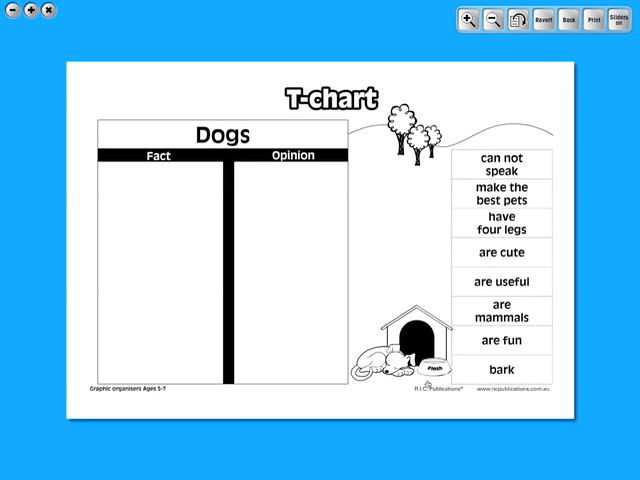 Revert
Back
Print
Sliders
on
T-chart
Dogs
Fact
Opinion
can not
speak
make the
best pets
have
four legs
are cute
are useful
are
mammals
are fun
bark
Flash
Graphic organisers Ages 5-7
R.I.C. Publications®
www.ricpublications.com.au